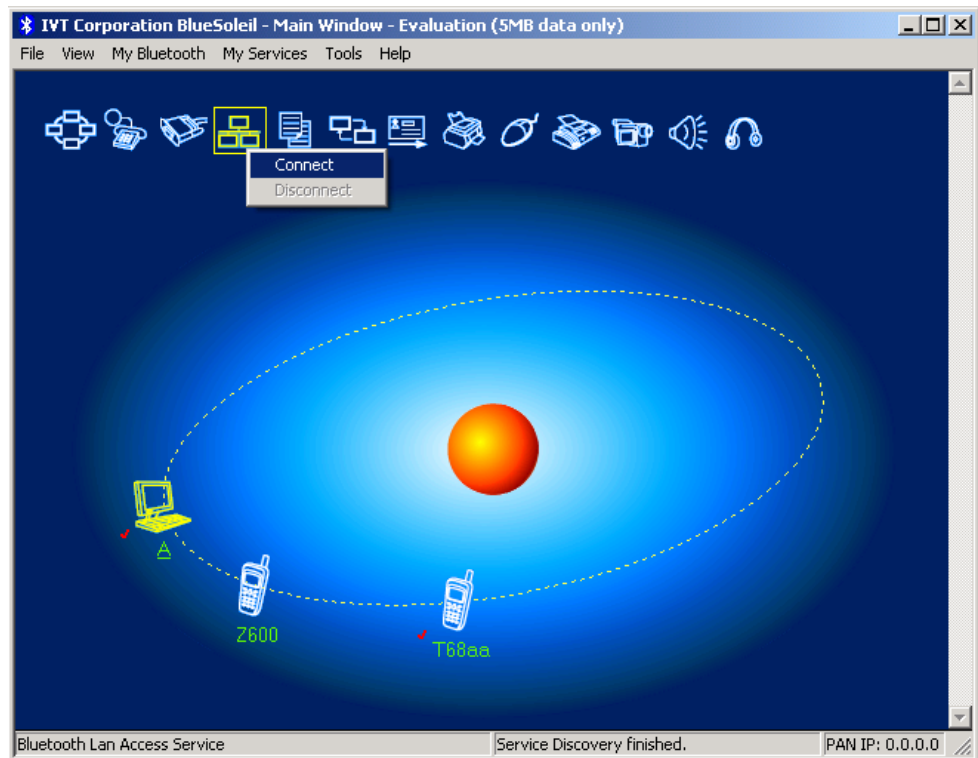 IVT Corporation BlueSoleil - Main Window - Evaluation (5MB data only)
File View My Bluetooth My Services Tools Help
Connect
Disconnect
A
Z600
T68aa
Bluetooth Lan Access Service Service Discovery finished. PAN IP: 0.0.0.0